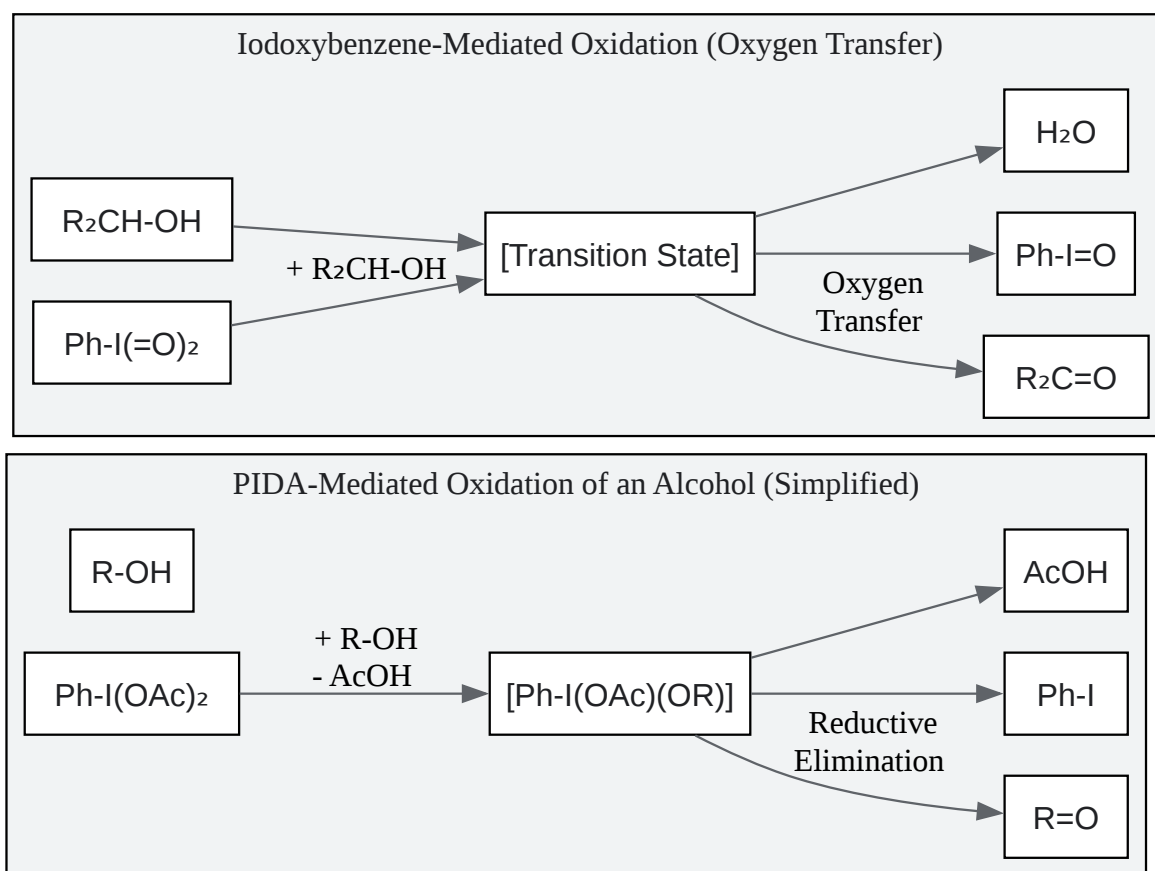 Iodoxybenzene-Mediated Oxidation (Oxygen Transfer)
H₂O
R₂CH-OH
+ R₂CH-OH
[Transition State]
Ph-I=O
Oxygen
Transfer
Ph-I(=O)₂
R₂C=O
PIDA-Mediated Oxidation of an Alcohol (Simplified)
R-OH
AcOH
+ R-OH
- AcOH
Ph-I(OAc)₂
[Ph-I(OAc)(OR)]
Ph-I
Reductive
Elimination
R=O